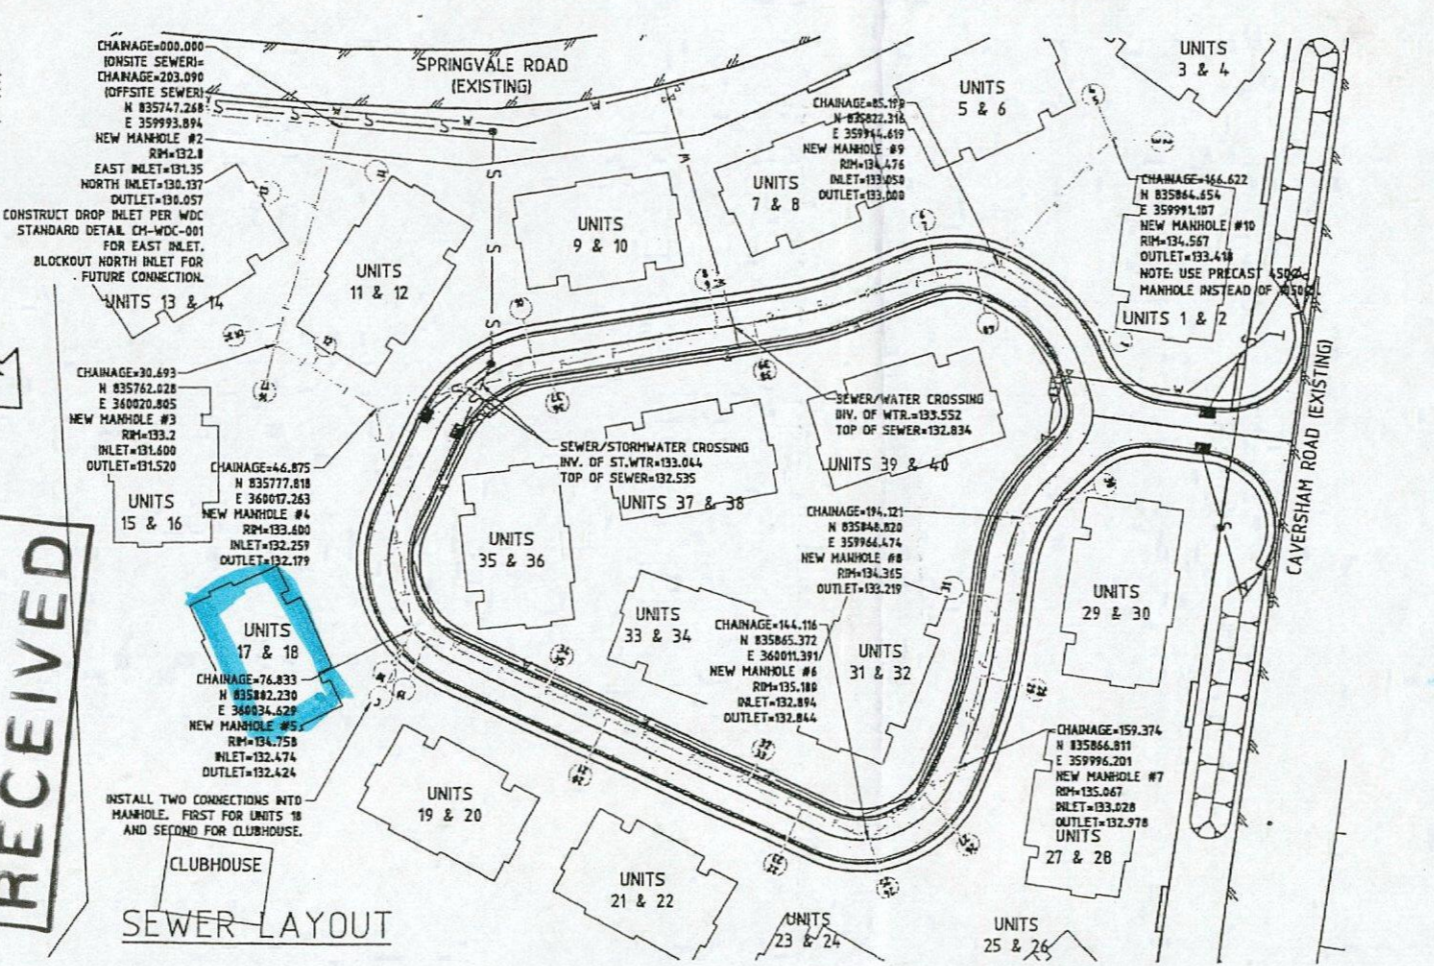 CHAINAGE=000.000
(ONSITE SEWER)=
CHAINAGE=203.090
(OFFSITE SEWER)
N 835747.268
E 359993.894
NEW MANHOLE #2
RIM=132.8
EAST INLET=131.35
NORTH INLET=130.137
OUTLET=130.057
CONSTRUCT DROP INLET PER WDC
STANDARD DETAIL CM-WDC-001
FOR EAST INLET.
BLOCKOUT NORTH INLET FOR
FUTURE CONNECTION.
UNITS 13 & 14
SPRINGVALE ROAD
(EXISTING)
UNITS
11 & 12
UNITS
9 & 10
UNITS
7 & 8
CHAINAGE=85.199
N 835822.316
E 359944.619
NEW MANHOLE #9
RIM=134.476
INLET=133.050
OUTLET=133.000
UNITS
5 & 6
UNITS
3 & 4
CHAINAGE=166.622
N 835864.654
E 359991.107
NEW MANHOLE #10
RIM=134.567
OUTLET=133.418
NOTE: USE PRECAST
MANHOLE INSTEAD OF
UNITS 1 & 2
CAVERSHAM ROAD (EXISTING)
CHAINAGE=30.693
N 835762.028
E 360020.805
NEW MANHOLE #3
RIM=133.2
INLET=131.600
OUTLET=131.520
UNITS
15 & 16
CHAINAGE=46.875
N 835777.818
E 360017.263
NEW MANHOLE #4
RIM=133.600
INLET=132.259
OUTLET=132.179
SEWER/STORMWATER CROSSING
INV. OF ST.WTR=133.044
TOP OF SEWER=132.535
UNITS 37 & 38
SEWER/WATER CROSSING
INV. OF WTR.=133.552
TOP OF SEWER=132.834
UNITS 39 & 40
UNITS
35 & 36
CHAINAGE=194.121
N 835848.820
E 359966.474
NEW MANHOLE #8
RIM=134.365
OUTLET=133.219
UNITS
29 & 30
UNITS
33 & 34
CHAINAGE=144.116
N 835865.372
E 360011.391
NEW MANHOLE #6
RIM=135.180
INLET=132.894
OUTLET=132.844
UNITS
31 & 32
UNITS
17 & 18
CHAINAGE=76.833
N 835882.230
E 360034.629
NEW MANHOLE #5
RIM=134.758
INLET=132.474
OUTLET=132.424
INSTALL TWO CONNECTIONS INTO
MANHOLE. FIRST FOR UNITS 18
AND SECOND FOR CLUBHOUSE.
CLUBHOUSE
UNITS
19 & 20
UNITS
21 & 22
UNITS
23 & 24
UNITS
25 & 26
CHAINAGE=159.374
N 835866.811
E 359996.201
NEW MANHOLE #7
RIM=135.067
INLET=133.028
OUTLET=132.978
UNITS
27 & 28
SEWER LAYOUT
RECEIVED